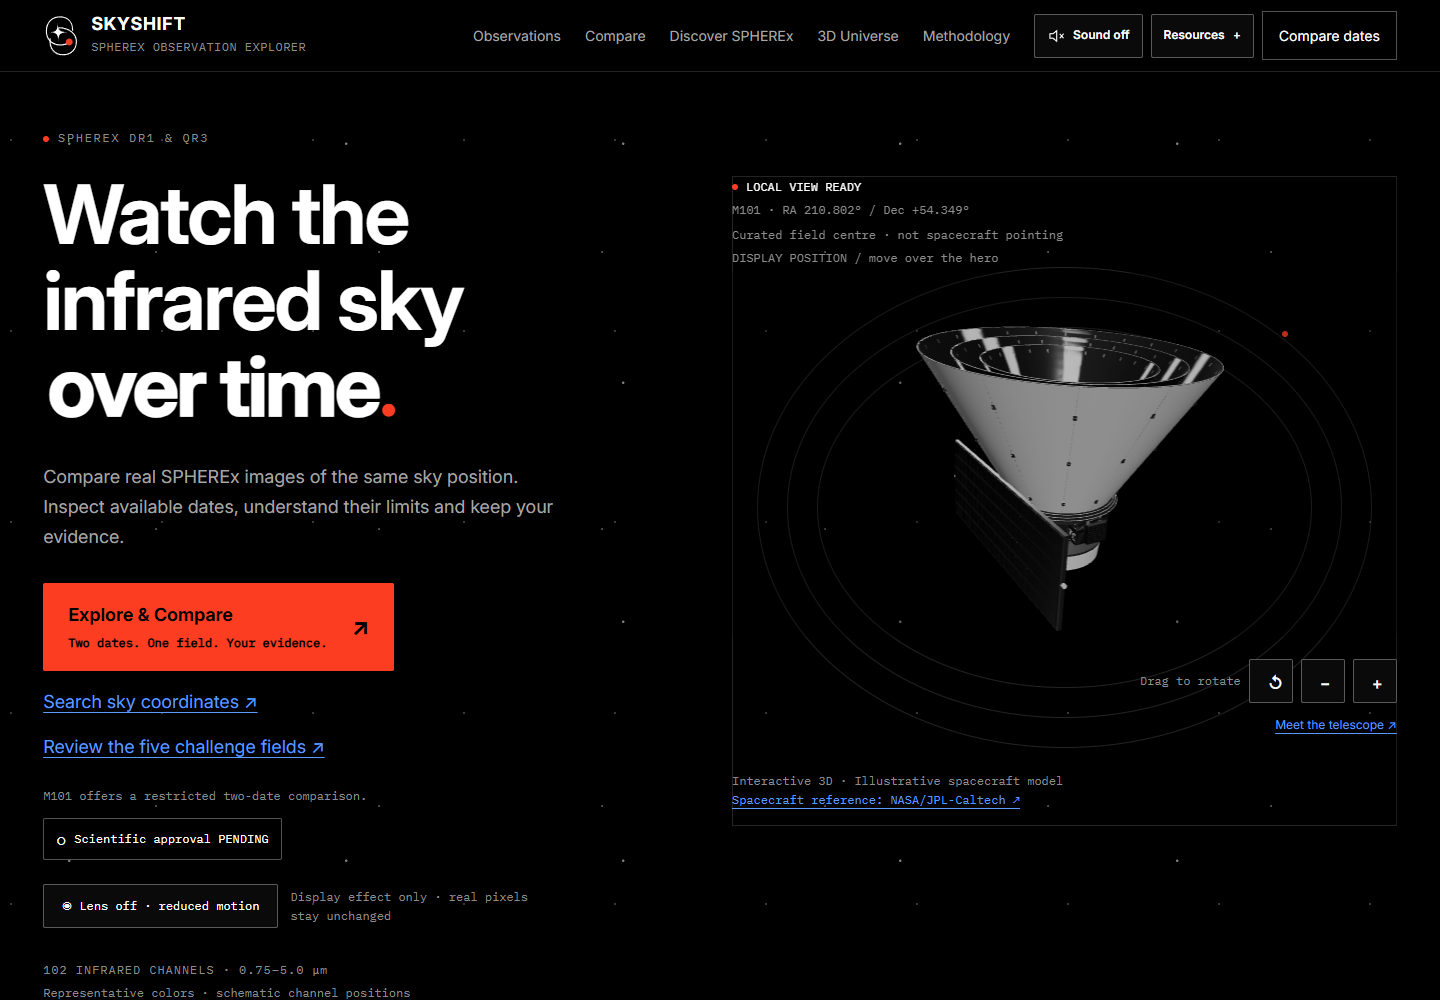 SKYSHIFT
SPHEREX OBSERVATION EXPLORER
Observations
Compare
Discover SPHEREx
3D Universe
Methodology
Sound off
Resources +
Compare dates
SPHEREX DR1 & QR3
Watch the
infrared sky
over time.
Compare real SPHEREx images of the same sky position.
Inspect available dates, understand their limits and keep your
evidence.
Explore & Compare ↗
Two dates. One field. Your evidence.
Search sky coordinates ↗
Review the five challenge fields ↗
M101 offers a restricted two-date comparison.
Scientific approval PENDING
Lens off · reduced motion
Display effect only · real pixels
stay unchanged
102 INFRARED CHANNELS · 0.75–5.0 µm
Representative colors · schematic channel positions
LOCAL VIEW READY
M101 · RA 210.802° / Dec +54.349°
Curated field centre · not spacecraft pointing
DISPLAY POSITION / move over the hero
Drag to rotate
Meet the telescope ↗
Interactive 3D · Illustrative spacecraft model
Spacecraft reference: NASA/JPL-Caltech ↗